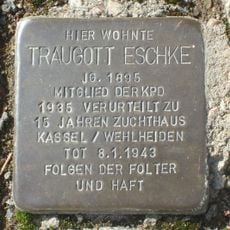 HIER WOHNTE
TRAUGOTT ESCHKE
JG. 1895
MITGLIED DER KPD
1935 VERURTEILT ZU
15 JAHREN ZUCHTHAUS
KASSEL / WEHLHEIDEN
TOT 8.1.1943
FOLGEN DER FOLTER
UND HAFT